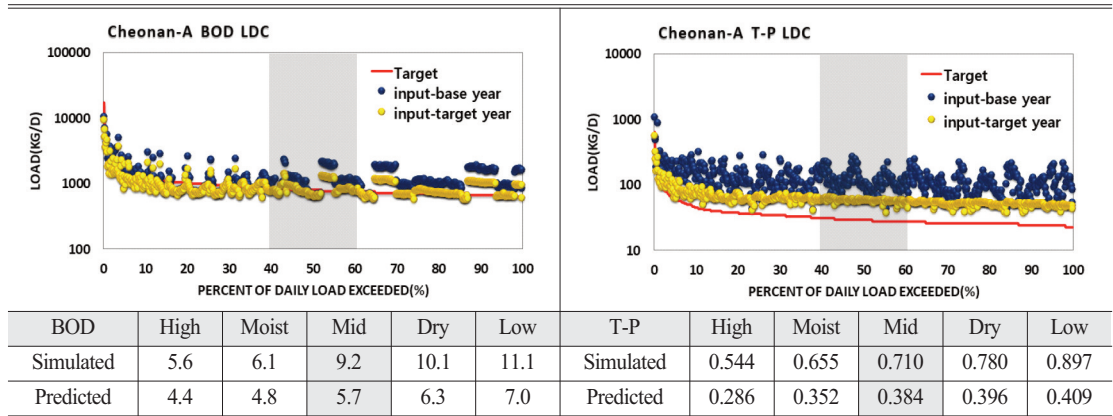 Cheonan-A BOD LDC
100000
10000
1000
100
LOAD(KG/D)
Target
input-base year
input-target year
0 10 20 30 40 50 60 70 80 90 100
PERCENT OF DAILY LOAD EXCEEDED(%)
Cheonan-A T-P LDC
10000
1000
100
10
LOAD(KG/D)
Target
input-base year
input-target year
0 10 20 30 40 50 60 70 80 90 100
PERCENT OF DAILY LOAD EXCEEDED(%)
BOD High Moist Mid Dry Low T-P High Moist Mid Dry Low
Simulated 5.6 6.1 9.2 10.1 11.1 Simulated 0.544 0.655 0.710 0.780 0.897
Predicted 4.4 4.8 5.7 6.3 7.0 Predicted 0.286 0.352 0.384 0.396 0.409